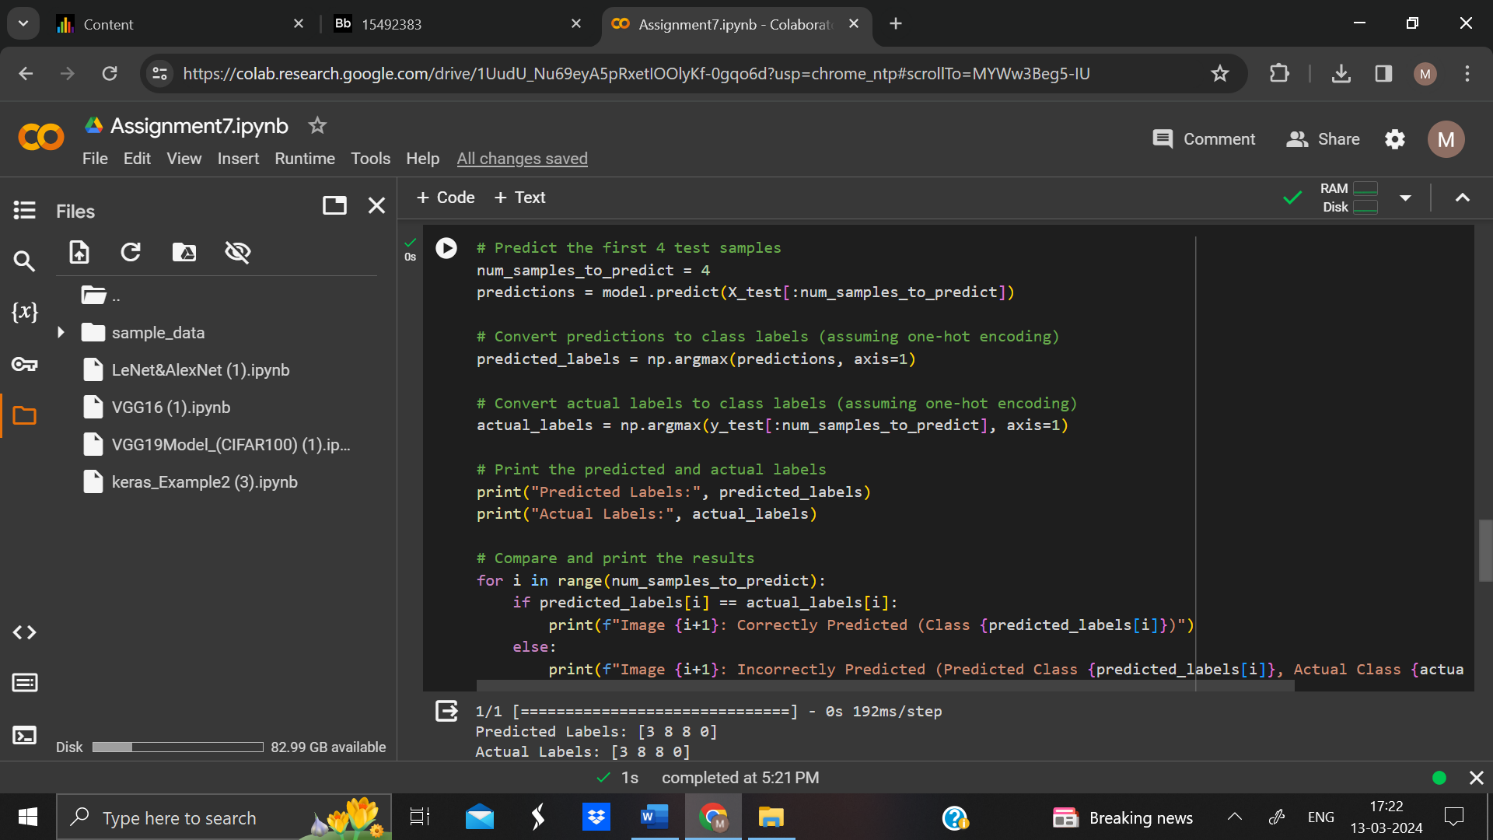 Content
Bb 15492383
Assignment7.ipynb - Colaborat
https://colab.research.google.com/drive/1UudU_Nu69eyA5pRxetIOOlyKf-0gqo6d?usp=chrome_ntp#scrollTo=MYWw3Beg5-IU
M
Assignment7.ipynb
File Edit View Insert Runtime Tools Help All changes saved
Comment Share M
Files
+ Code + Text
RAM
Disk
..
sample_data
LeNet&AlexNet (1).ipynb
VGG16 (1).ipynb
VGG19Model_(CIFAR100) (1).ip...
keras_Example2 (3).ipynb
{x}
Disk 82.99 GB available
0s
# Predict the first 4 test samples
num_samples_to_predict = 4
predictions = model.predict(X_test[:num_samples_to_predict])
# Convert predictions to class labels (assuming one-hot encoding)
predicted_labels = np.argmax(predictions, axis=1)
# Convert actual labels to class labels (assuming one-hot encoding)
actual_labels = np.argmax(y_test[:num_samples_to_predict], axis=1)
# Print the predicted and actual labels
print("Predicted Labels:", predicted_labels)
print("Actual Labels:", actual_labels)
# Compare and print the results
for i in range(num_samples_to_predict):
if predicted_labels[i] == actual_labels[i]:
print(f"Image {i+1}: Correctly Predicted (Class {predicted_labels[i]})")
else:
print(f"Image {i+1}: Incorrectly Predicted (Predicted Class {predicted_labels[i]}, Actual Class {actua
1/1 [==============================] - 0s 192ms/step
Predicted Labels: [3 8 8 0]
Actual Labels: [3 8 8 0]
1s completed at 5:21 PM
Type here to search
Breaking news
ENG
17:22
13-03-2024